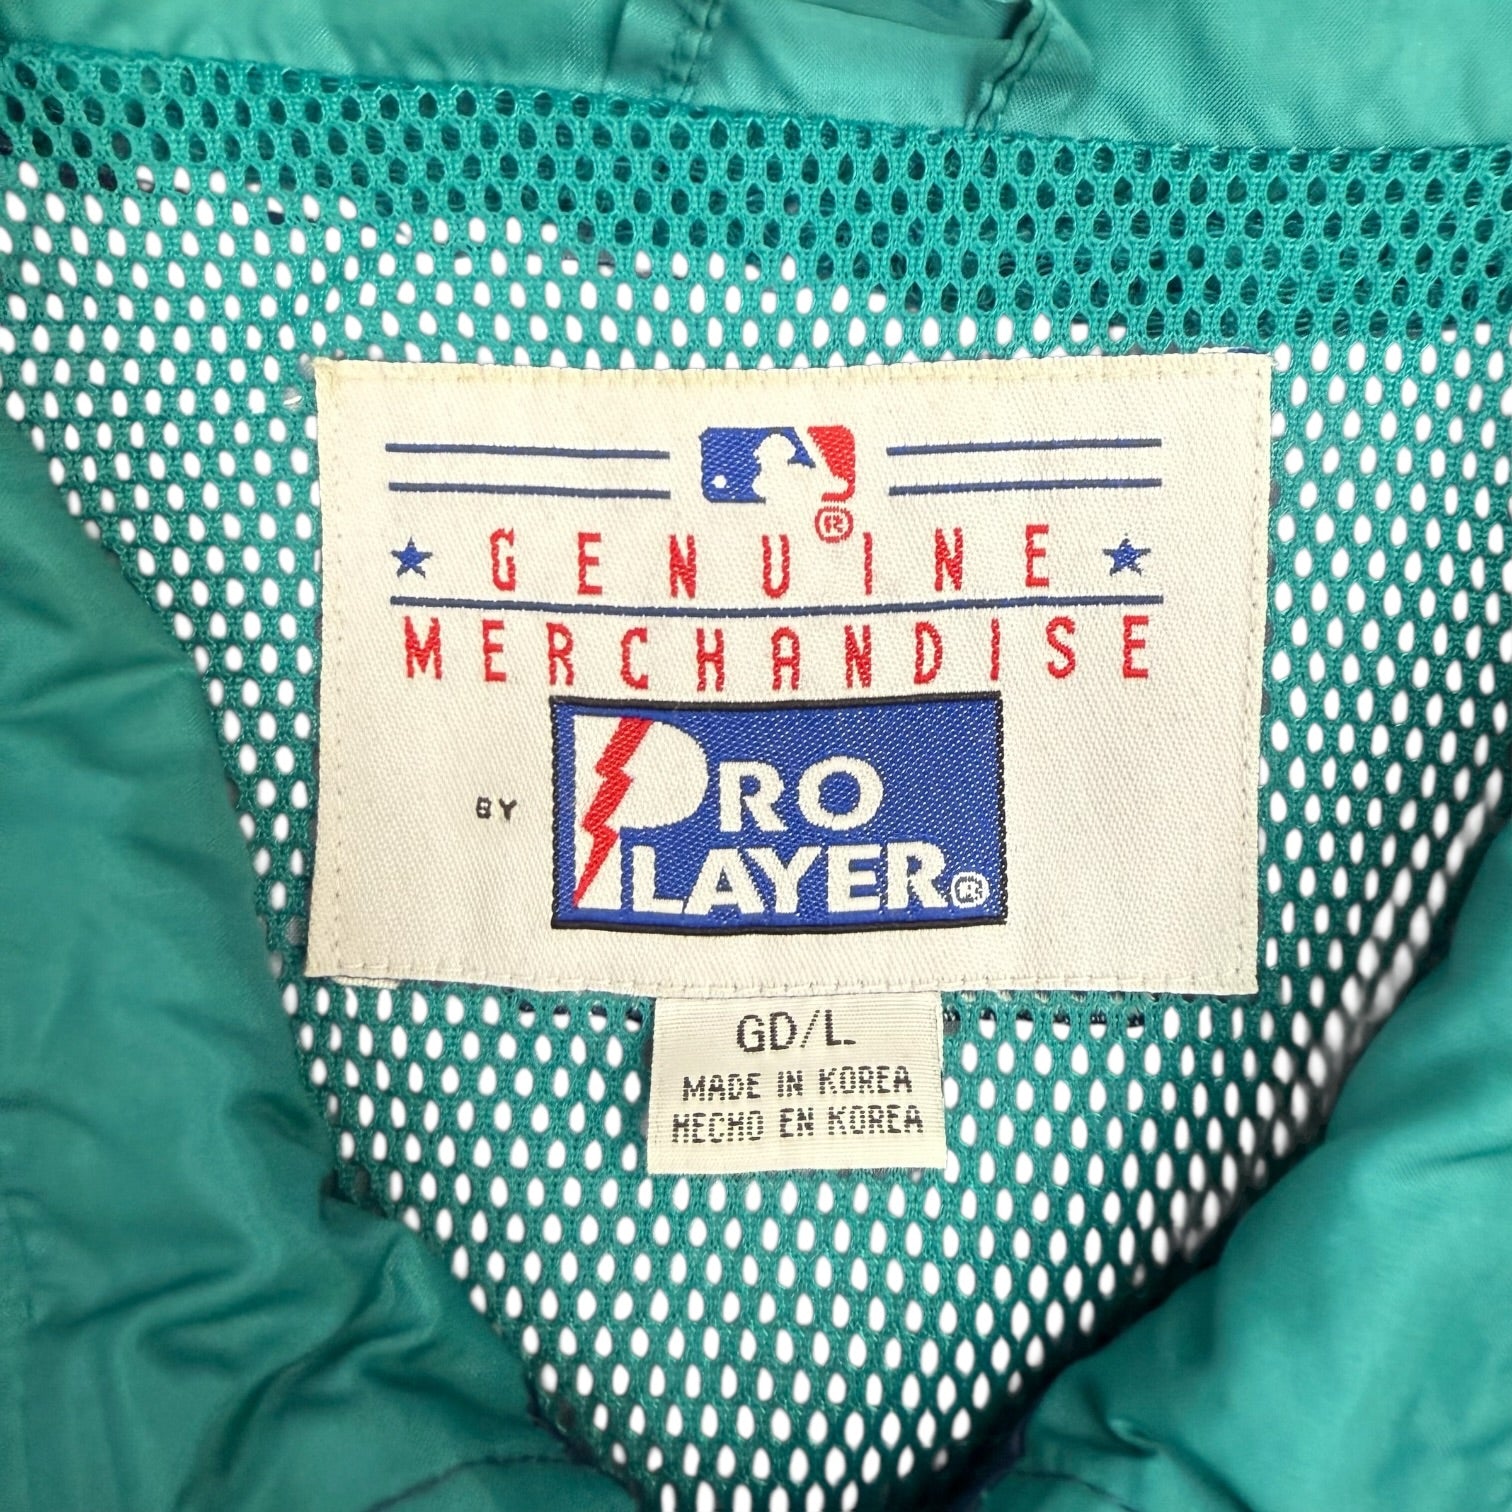 GENUINE
MERCHANDISE
BY PRO
PLAYER®
GD/L
MADE IN KOREA
HECHO EN KOREA